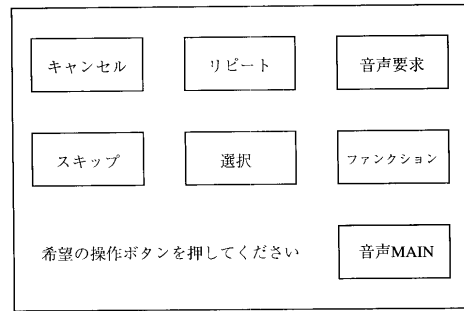 キャンセル
リピート
音声要求
スキップ
選択
ファンクション
希望の操作ボタンを押してください
音声MAIN